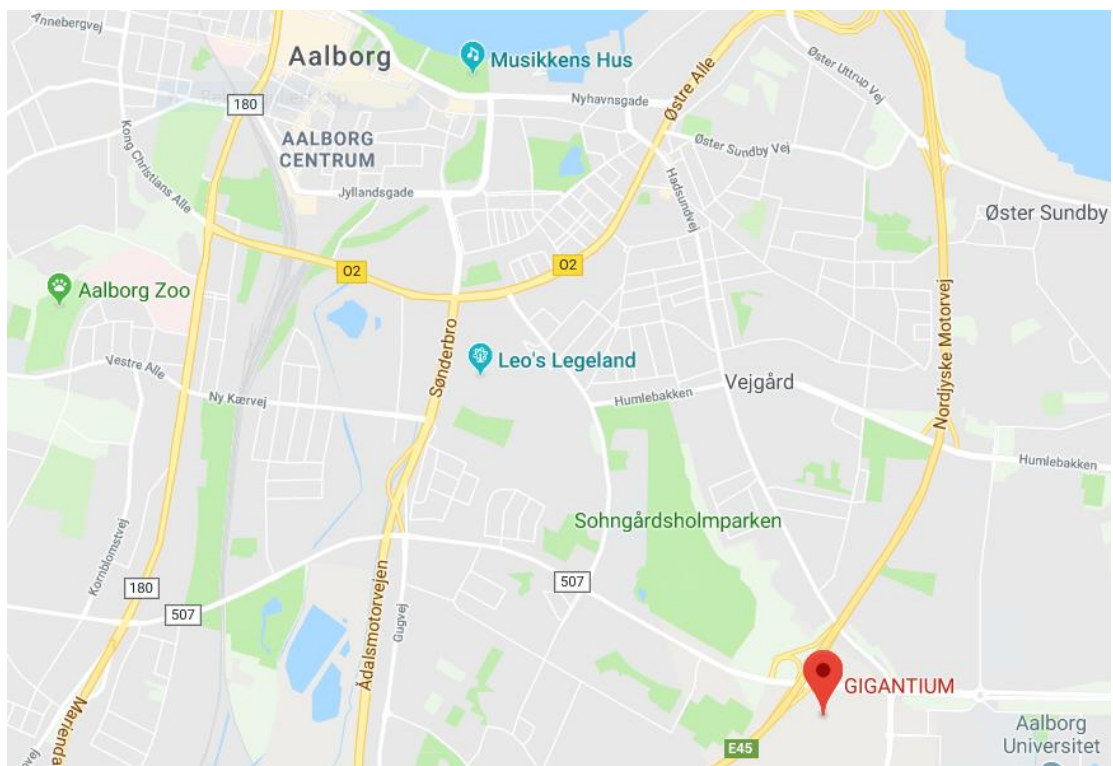 Annebergvej
Aalborg
Musikkens Hus
Østre Alle
Øster Uttrup Vej
Nyhavnsgade
180
Kong Christians Alle
AALBORG
CENTRUM
Øster Sundby Vej
Hadsundvej
Jyllandsgade
Øster Sundby
O2
O2
Aalborg Zoo
Sønderbro
Nordjyske Motorvej
Vestre Alle
Leo's Legeland
Ny Kærvej
Humlebakken
Vejgård
Humlebakken
Sohngårdsholmparken
Kornblomstvej
180
507
507
Gugvej
Ådalsmotorvejen
GIGANTIUM
Aalborg
Universitet
E45